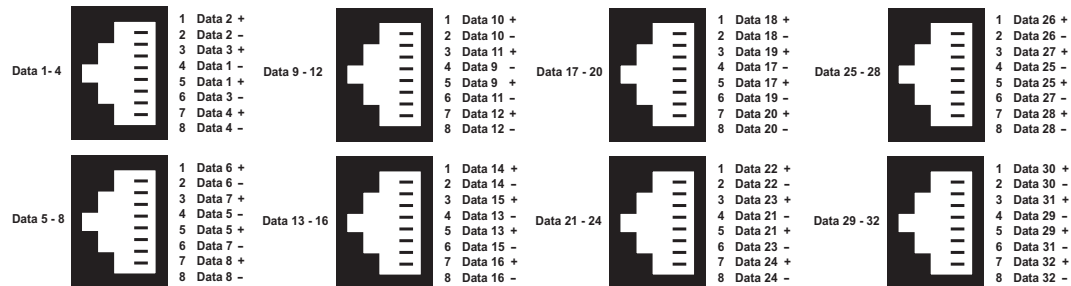 Data 1- 4
1 Data 2 +
2 Data 2 –
3 Data 3 +
4 Data 1 –
5 Data 1 +
6 Data 3 –
7 Data 4 +
8 Data 4 –
Data 9 - 12
1 Data 10 +
2 Data 10 –
3 Data 11 +
4 Data 9 –
5 Data 9 +
6 Data 11 –
7 Data 12 +
8 Data 12 –
Data 17 - 20
1 Data 18 +
2 Data 18 –
3 Data 19 +
4 Data 17 –
5 Data 17 +
6 Data 19 –
7 Data 20 +
8 Data 20 –
Data 25 - 28
1 Data 26 +
2 Data 26 –
3 Data 27 +
4 Data 25 –
5 Data 25 +
6 Data 27 –
7 Data 28 +
8 Data 28 –
Data 5 - 8
1 Data 6 +
2 Data 6 –
3 Data 7 +
4 Data 5 –
5 Data 5 +
6 Data 7 –
7 Data 8 +
8 Data 8 –
Data 13 - 16
1 Data 14 +
2 Data 14 –
3 Data 15 +
4 Data 13 –
5 Data 13 +
6 Data 15 –
7 Data 16 +
8 Data 16 –
Data 21 - 24
1 Data 22 +
2 Data 22 –
3 Data 23 +
4 Data 21 –
5 Data 21 +
6 Data 23 –
7 Data 24 +
8 Data 24 –
Data 29 - 32
1 Data 30 +
2 Data 30 –
3 Data 31 +
4 Data 29 –
5 Data 29 +
6 Data 31 –
7 Data 32 +
8 Data 32 –